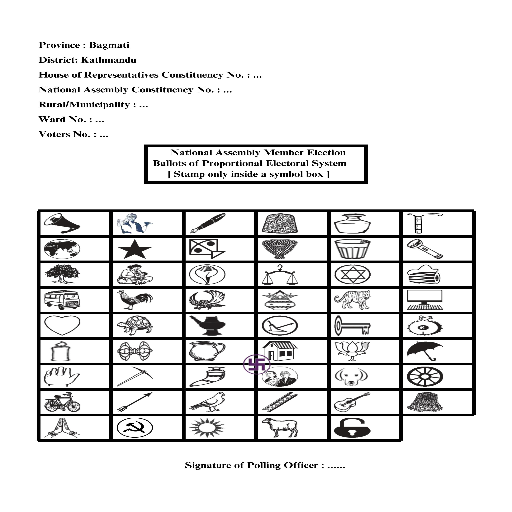 Province : Bagmati
District: Kathmandu
House of Representatives Constituency No. : ...
National Assembly Constituency No. : ...
Rural/Municipality : ...
Ward No. : ...
Voters No. : ...
National Assembly Member Election
Ballots of Proportional Electoral System
[ Stamp only inside a symbol box ]
Signature of Polling Officer : ......